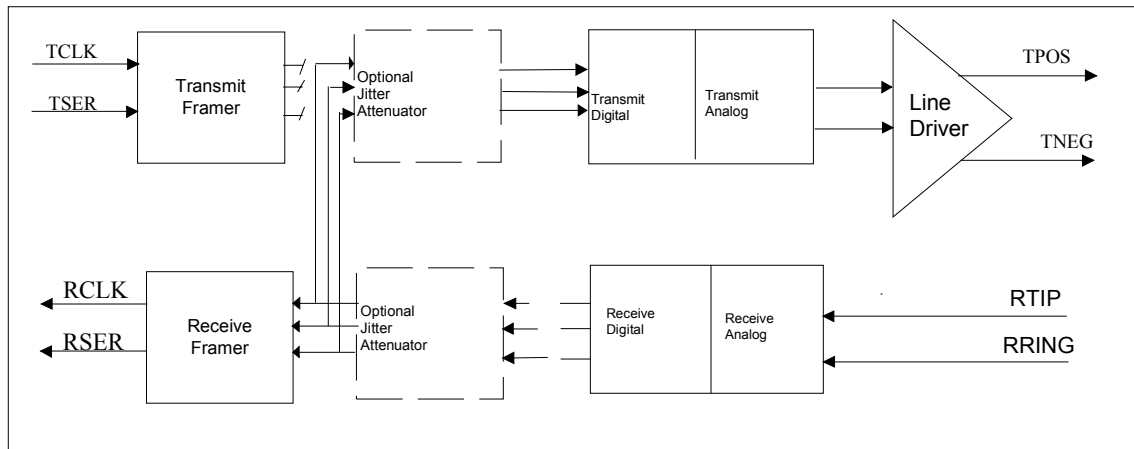 TCLK
TSER
Transmit
Framer
Optional
Jitter
Attenuator
Transmit
Digital
Transmit
Analog
Line
Driver
TPOS
TNEG
RCLK
RSER
Receive
Framer
Optional
Jitter
Attenuator
Receive
Digital
Receive
Analog
RTIP
RRING